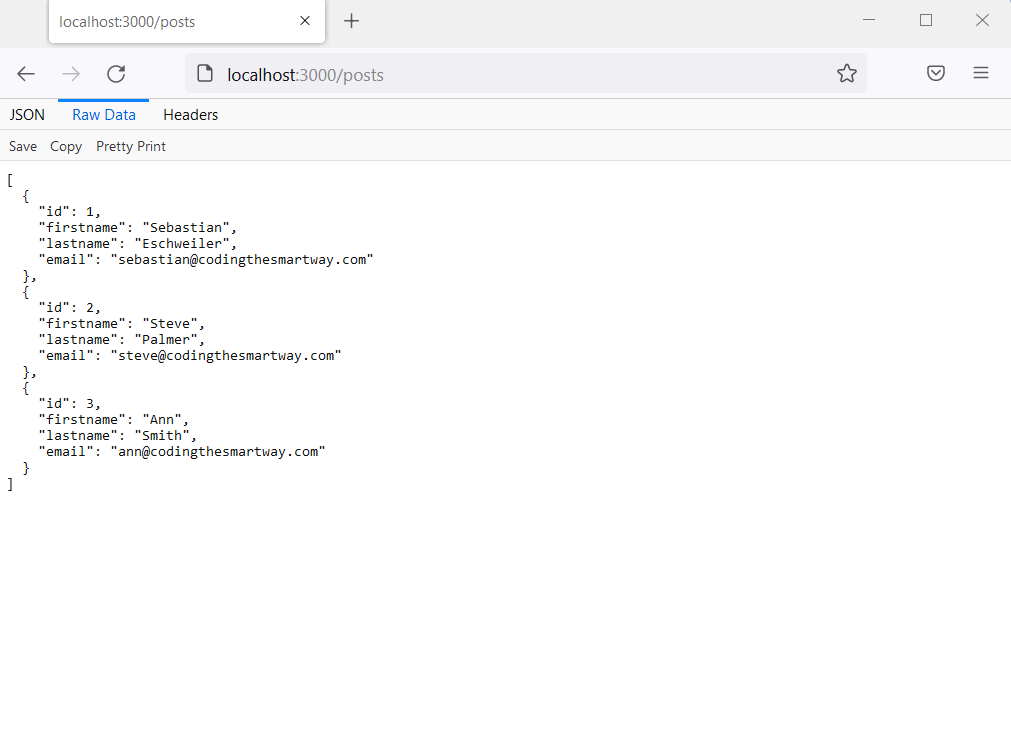 localhost:3000/posts
localhost:3000/posts
JSON Raw Data Headers
Save Copy Pretty Print
[
  {
    "id": 1,
    "firstname": "Sebastian",
    "lastname": "Eschweiler",
    "email": "sebastian@codingthesmartway.com"
  },
  {
    "id": 2,
    "firstname": "Steve",
    "lastname": "Palmer",
    "email": "steve@codingthesmartway.com"
  },
  {
    "id": 3,
    "firstname": "Ann",
    "lastname": "Smith",
    "email": "ann@codingthesmartway.com"
  }
]